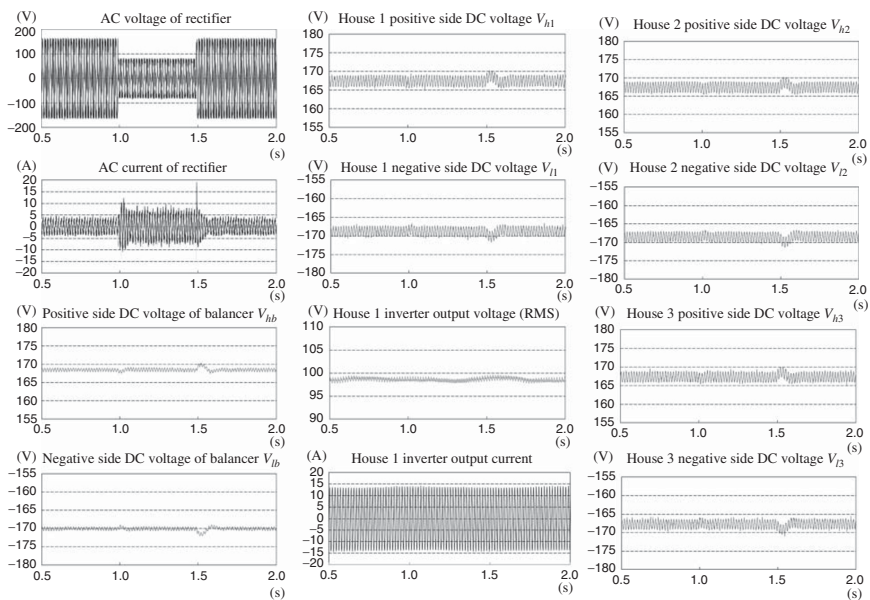 (V) AC voltage of rectifier
200
100
0
−100
−200
0.5 1.0 1.5 2.0
(s)
(A) AC current of rectifier
20
15
10
5
0
−5
−10
−15
−20
0.5 1.0 1.5 2.0
(s)
(V) Positive side DC voltage of balancer Vhb
180
175
170
165
160
155
0.5 1.0 1.5 2.0
(s)
(V) Negative side DC voltage of balancer Vlb
−155
−160
−165
−170
−175
−180
0.5 1.0 1.5 2.0
(s)
(V) House 1 positive side DC voltage Vh1
180
175
170
165
160
155
0.5 1.0 1.5 2.0
(s)
(V) House 1 negative side DC voltage Vl1
−155
−160
−165
−170
−175
−180
0.5 1.0 1.5 2.0
(s)
(V) House 1 inverter output voltage (RMS)
110
105
100
95
90
0.5 1.0 1.5 2.0
(s)
(A) House 1 inverter output current
20
15
10
5
0
−5
−10
−15
−20
0.5 1.0 1.5 2.0
(s)
(V) House 2 positive side DC voltage Vh2
180
175
170
165
160
155
0.5 1.0 1.5 2.0
(s)
(V) House 2 negative side DC voltage Vl2
−155
−160
−165
−170
−175
−180
0.5 1.0 1.5 2.0
(s)
(V) House 3 positive side DC voltage Vh3
180
175
170
165
160
155
0.5 1.0 1.5 2.0
(s)
(V) House 3 negative side DC voltage Vl3
−155
−160
−165
−170
−175
−180
0.5 1.0 1.5 2.0
(s)